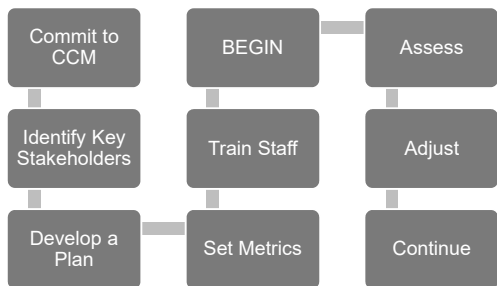 Commit to
CCM
Identify Key
Stakeholders
Develop a
Plan
Set Metrics
Train Staff
BEGIN
Assess
Adjust
Continue